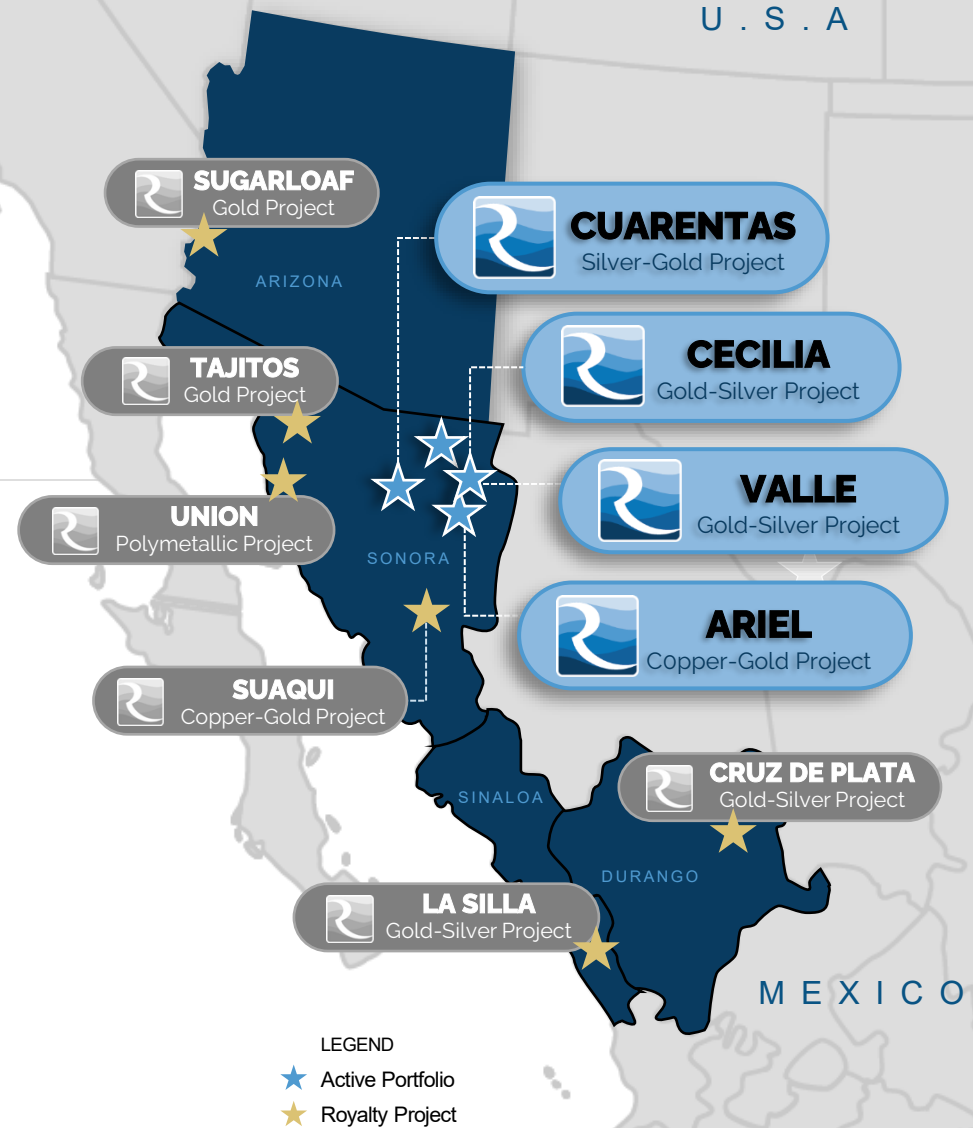 U . S . A
SUGARLOAF
Gold Project
CUARENTAS
Silver-Gold Project
ARIZONA
CECILIA
Gold-Silver Project
TAJITOS
Gold Project
VALLE
Gold-Silver Project
UNION
Polymetallic Project
SONORA
ARIEL
Copper-Gold Project
SUAQUI
Copper-Gold Project
CRUZ DE PLATA
Gold-Silver Project
SINALOA
DURANGO
LA SILLA
Gold-Silver Project
MEXICO
LEGEND
Active Portfolio
Royalty Project